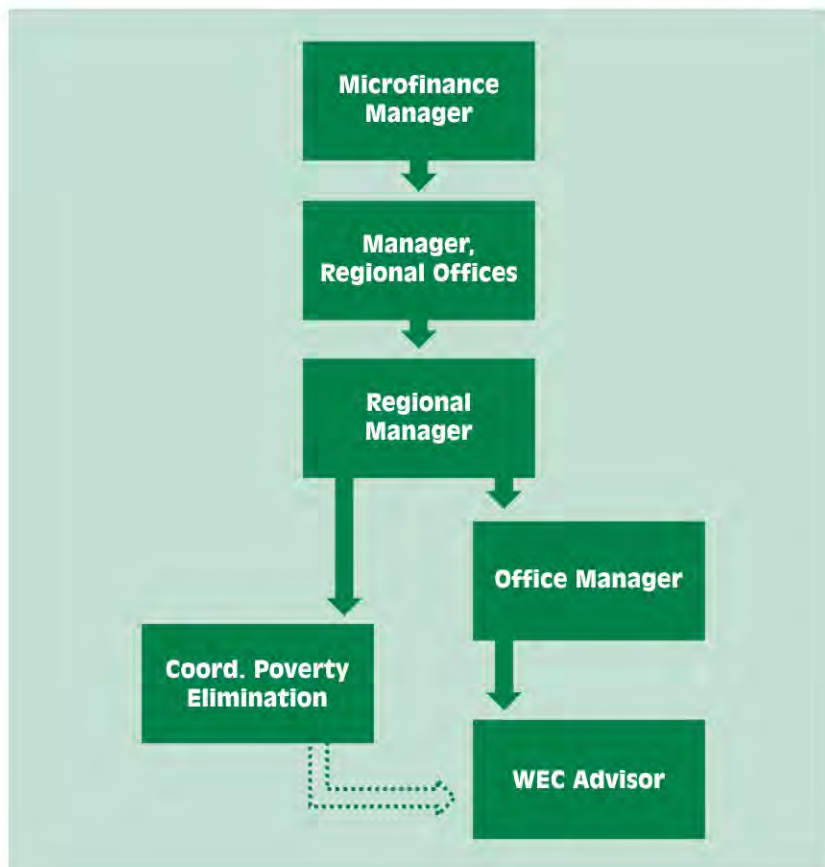 Microfinance
Manager
Manager,
Regional Offices
Regional
Manager
Office Manager
Coord. Poverty
Elimination
WEC Advisor